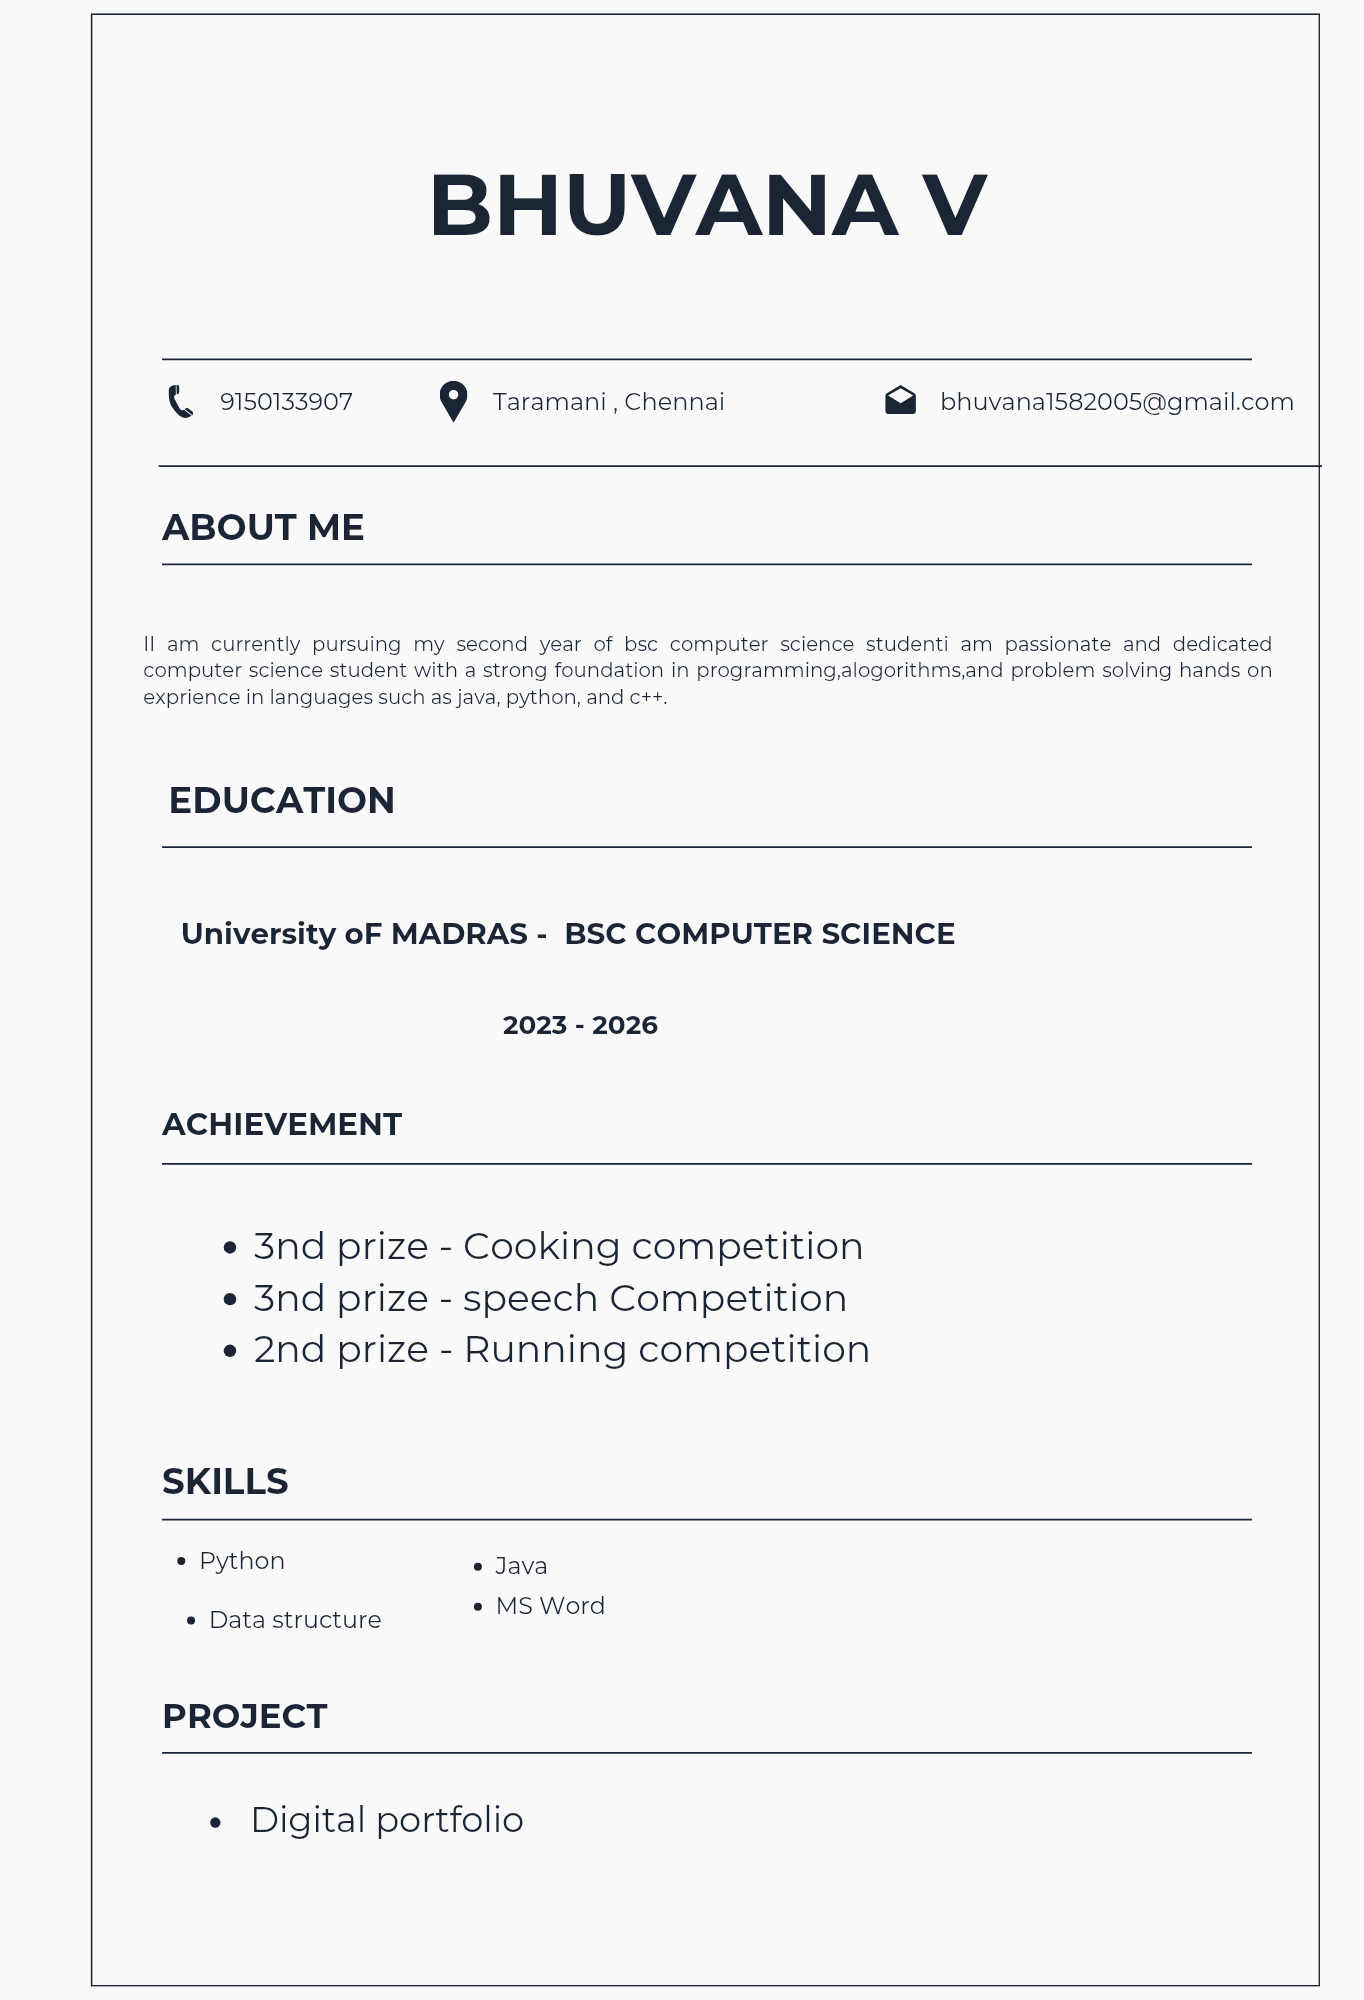 BHUVANA V
9150133907 Taramani , Chennai bhuvana1582005@gmail.com
ABOUT ME
II am currently pursuing my second year of bsc computer science studenti am passionate and dedicated
computer science student with a strong foundation in programming,alogorithms,and problem solving hands on
exprience in languages such as java, python, and c++.
EDUCATION
University oF MADRAS - BSC COMPUTER SCIENCE
2023 - 2026
ACHIEVEMENT
• 3nd prize - Cooking competition
• 3nd prize - speech Competition
• 2nd prize - Running competition
SKILLS
• Python
• Data structure
• Java
• MS Word
PROJECT
• Digital portfolio